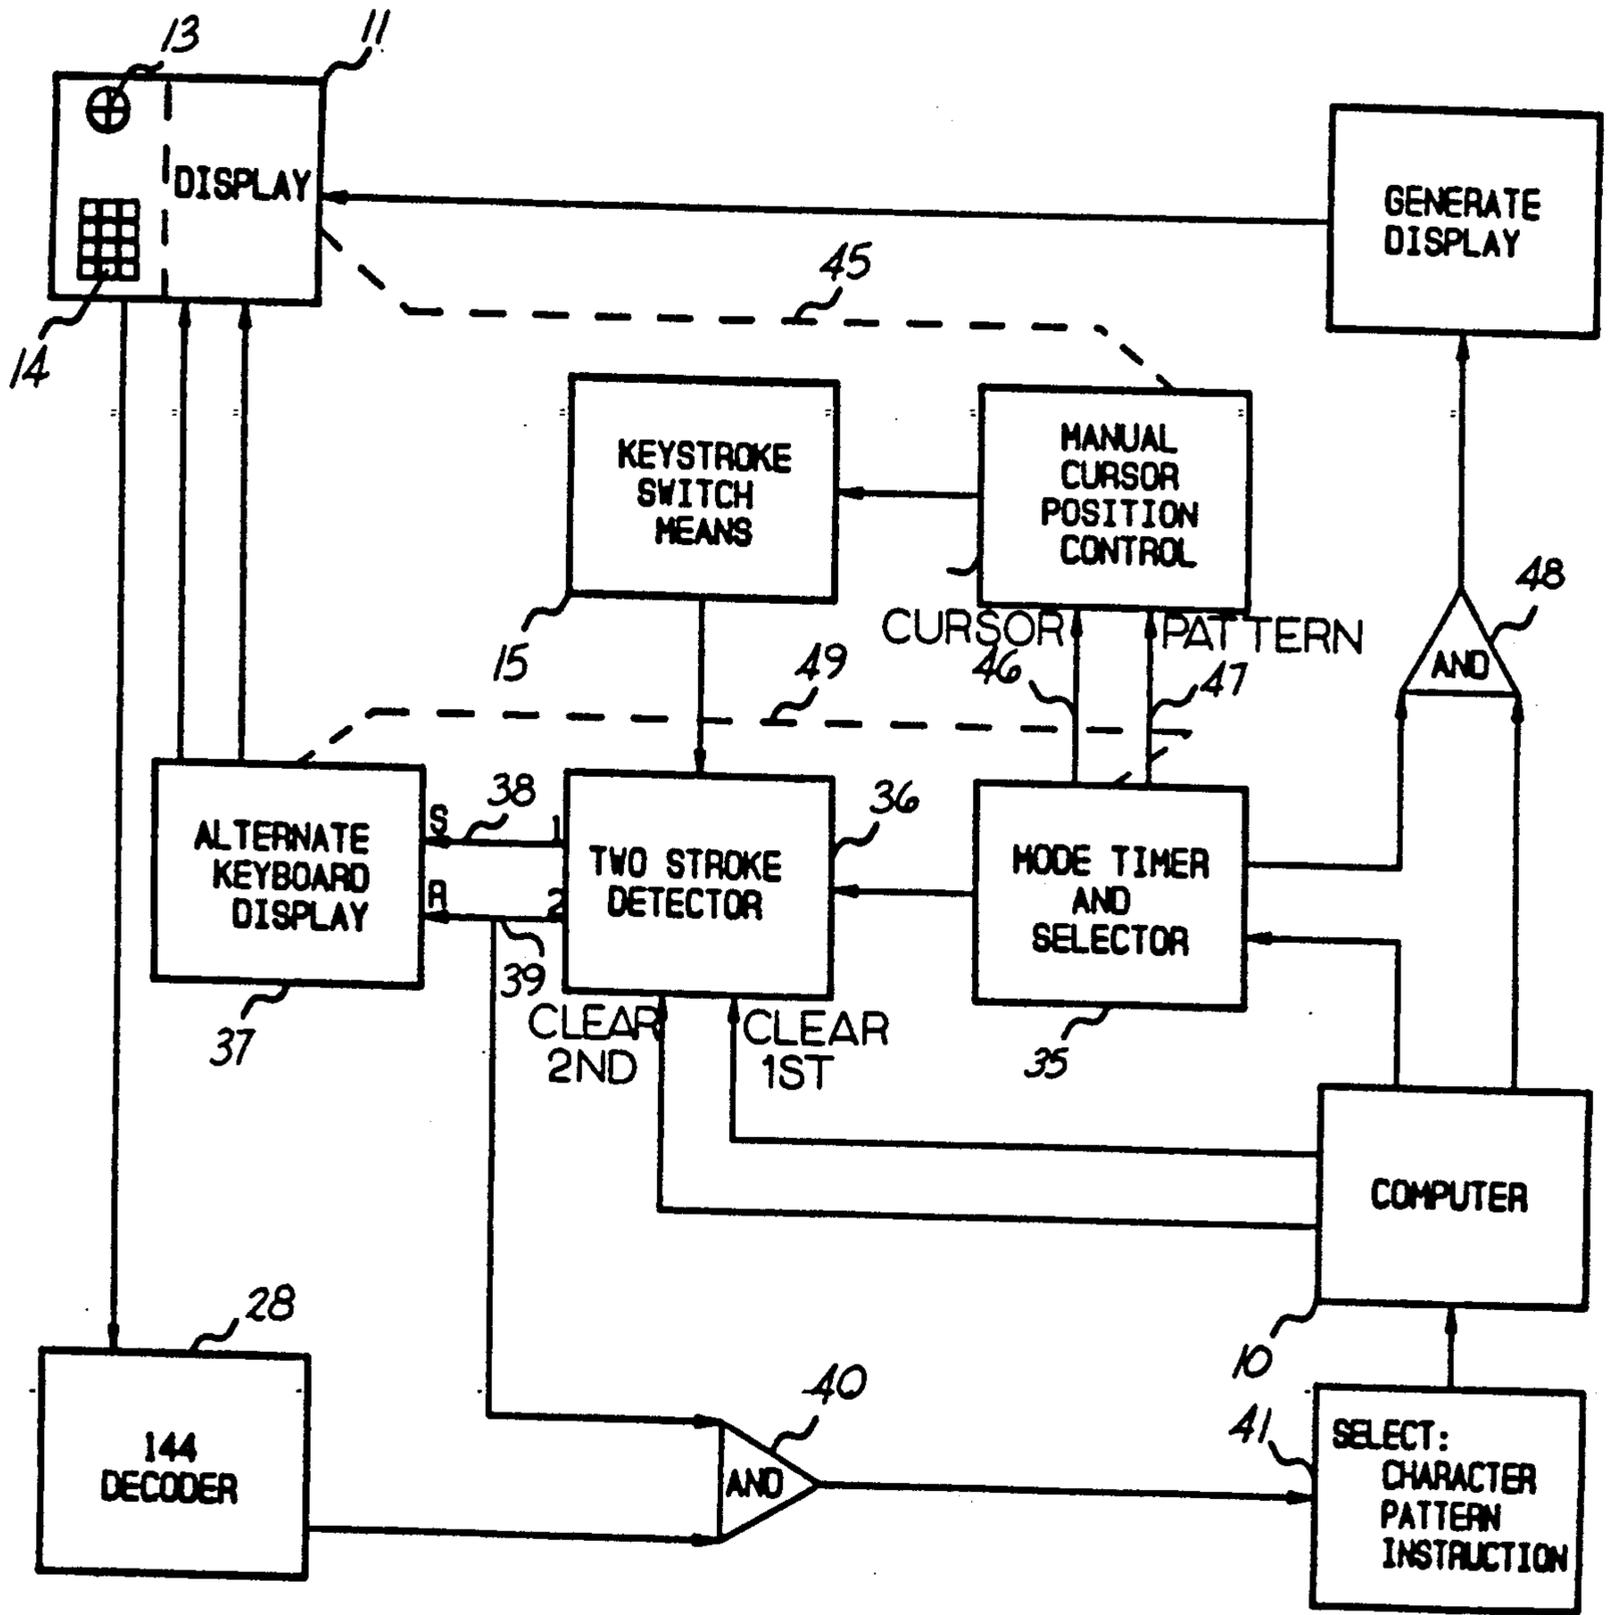 13
11
DISPLAY
GENERATE
DISPLAY
45
14
KEYSTROKE
SWITCH
MEANS
MANUAL
CURSOR
POSITION
CONTROL
48
AND
15
CURSOR
PATTERN
46
47
49
38
S
1
36
ALTERNATE
KEYBOARD
DISPLAY
R
2
TWO STROKE
DETECTOR
MODE TIMER
AND
SELECTOR
39
37
CLEAR
2ND
CLEAR
1ST
35
COMPUTER
28
10
40
144
DECODER
AND
41
SELECT:
CHARACTER
PATTERN
INSTRUCTION